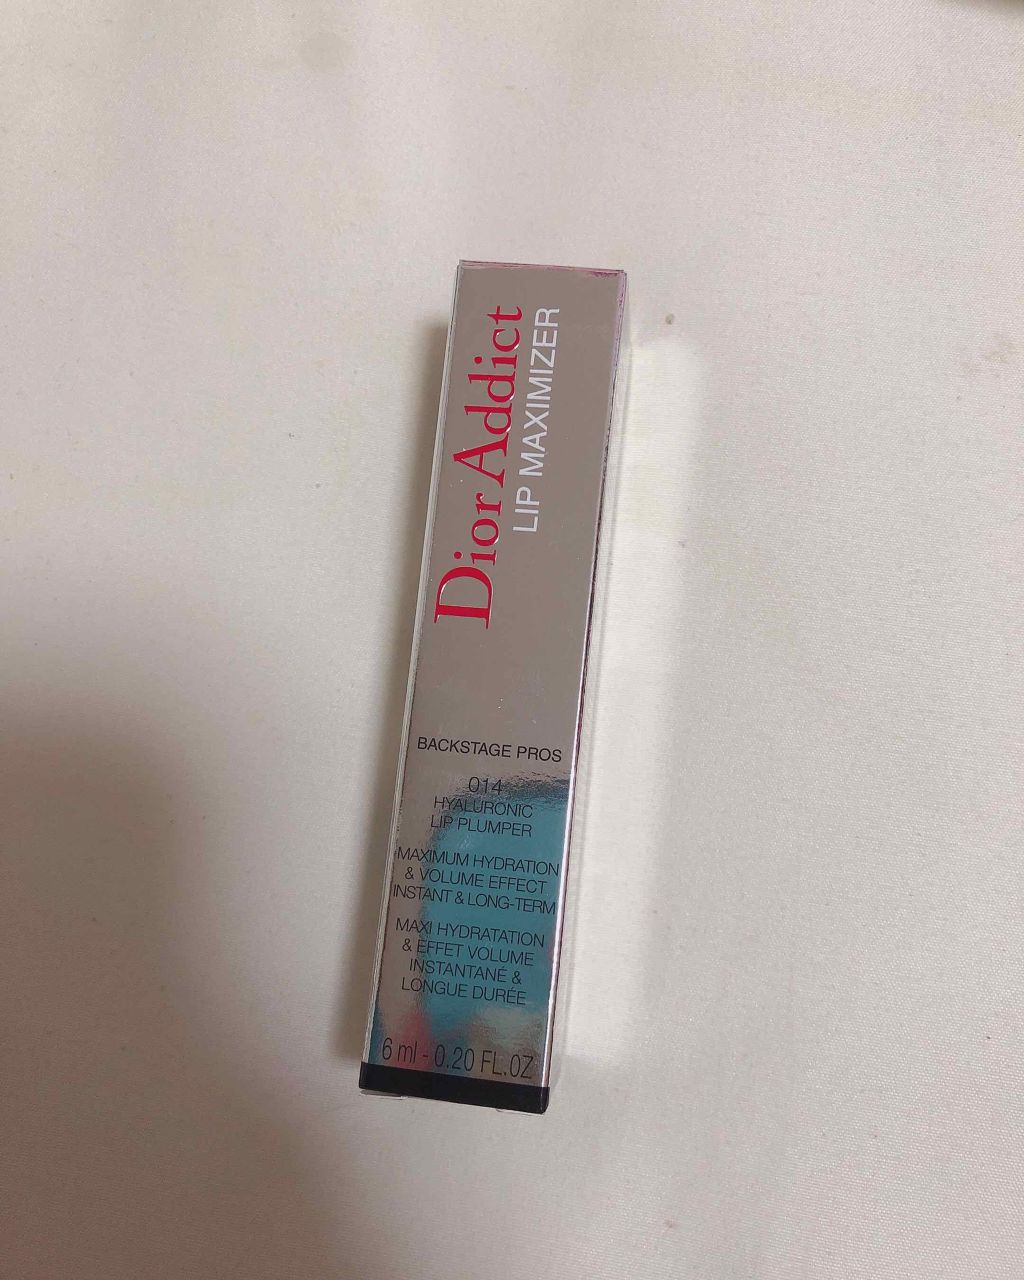 Dior Addict
LIP MAXIMIZER
BACKSTAGE PROS
014
HYALURONIC
LIP PLUMPER
MAXIMUM HYDRATION
& VOLUME EFFECT
INSTANT & LONG-TERM
MAXI HYDRATATION
& EFFET VOLUME
INSTANTANÉ &
LONGUE DURÉE
6 ml - 0.20 FL.OZ